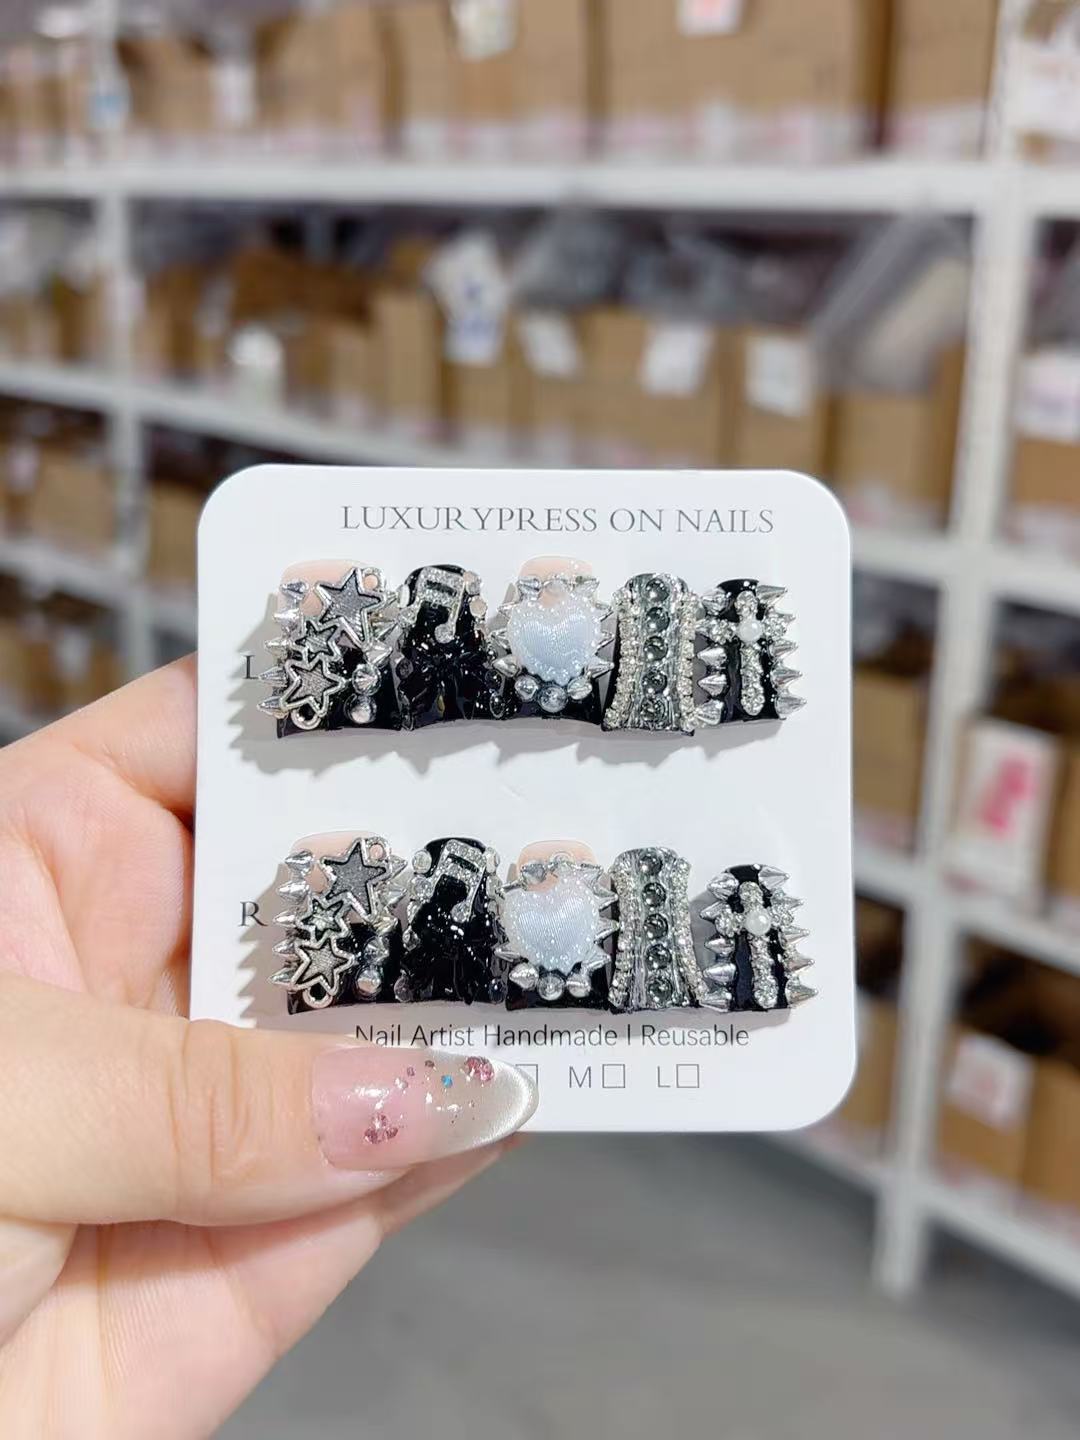 LUXURYPRESS ON NAILS
L
R
Nail Artist Handmade | Reusable
M□ L□